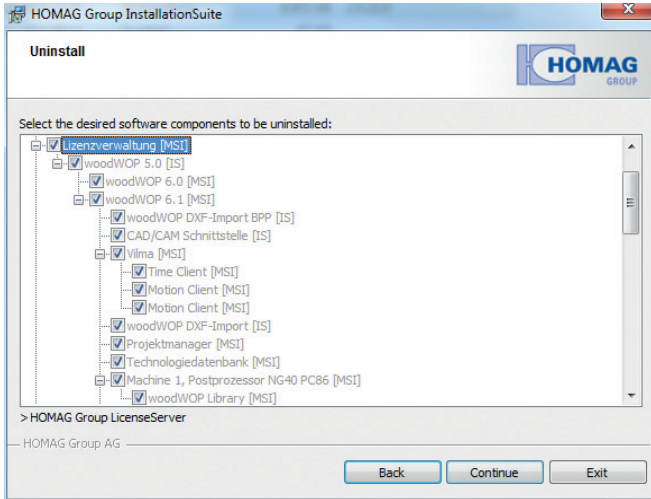 HOMAG Group InstallationSuite
Uninstall
HOMAG
GROUP
Select the desired software components to be uninstalled:
Lizenzverwaltung [MSI]
woodWOP 5.0 [IS]
woodWOP 6.0 [MSI]
woodWOP 6.1 [MSI]
woodWOP DXF-Import BPP [IS]
CAD/CAM Schnittstelle [IS]
Vilma [MSI]
Time Client [MSI]
Motion Client [MSI]
Motion Client [MSI]
woodWOP DXF-Import [IS]
Projektmanager [MSI]
Technologiedatenbank [MSI]
Machine 1, Postprozessor NG40 PC86 [MSI]
woodWOP Library [MSI]
>HOMAG Group LicenseServer
HOMAG Group AG
Back Continue Exit